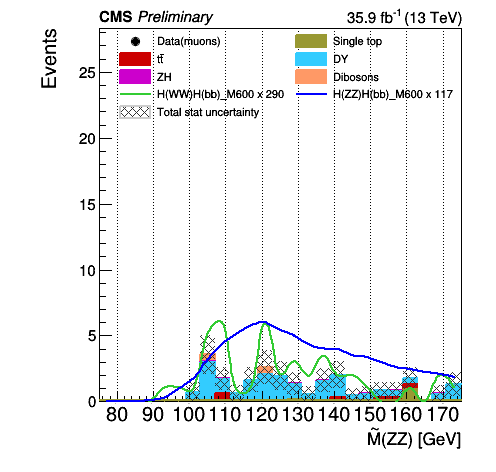 CMS Preliminary 35.9 fb⁻¹ (13 TeV)
Events
Data(muons) Single top
tt̄ DY
ZH Dibosons
H(WW)H(bb)_M600 x 290 H(ZZ)H(bb)_M600 x 117
Total stat uncertainty
25
20
15
10
5
0
80 90 100 110 120 130 140 150 160 170
M̃(ZZ) [GeV]